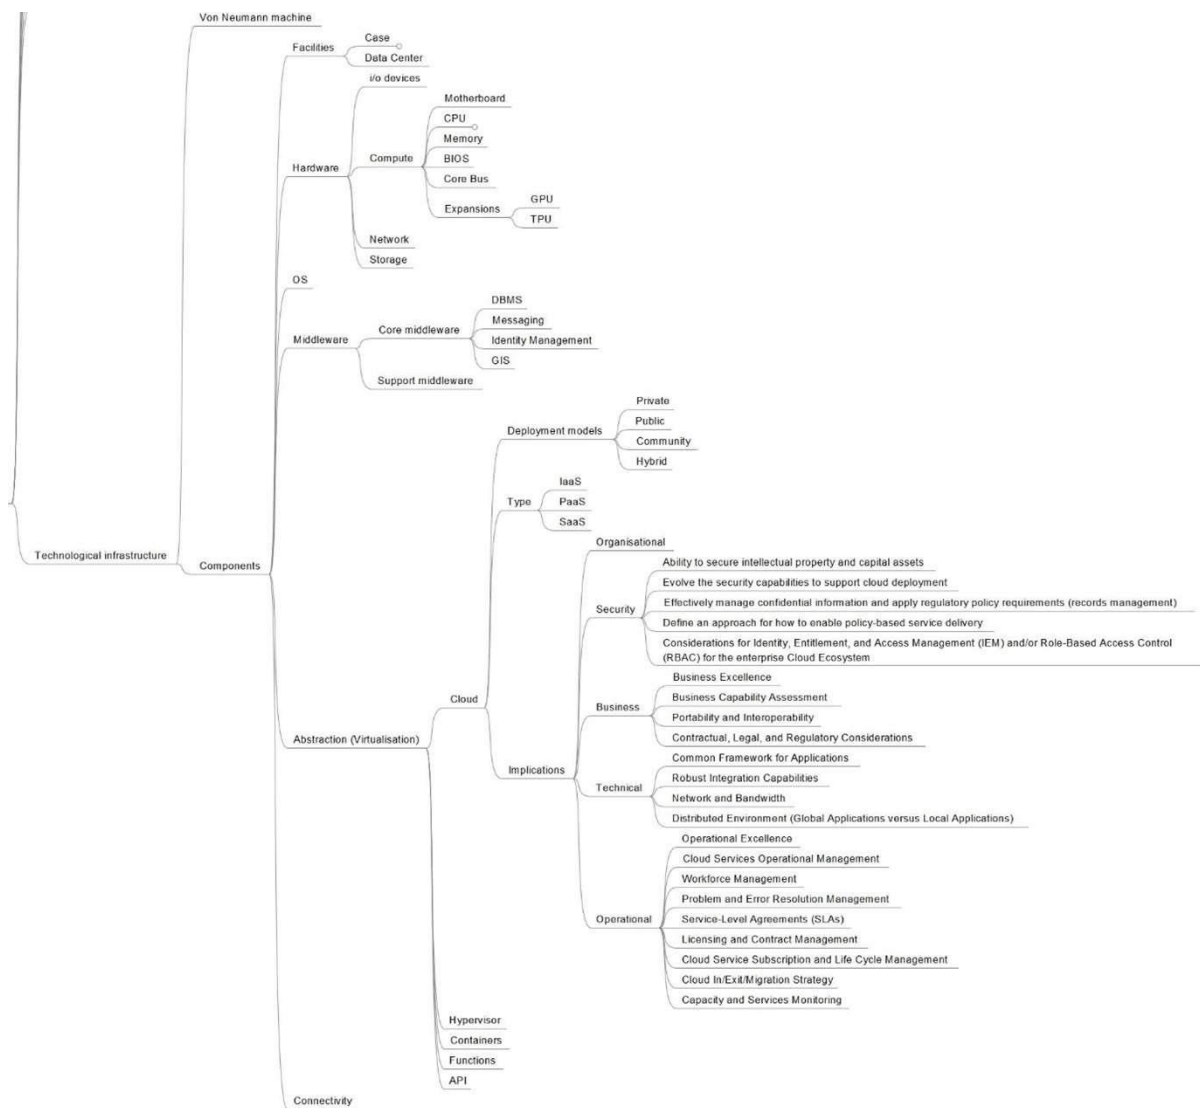 Von Neumann machine
Case
Facilities
Data Center
i/o devices
Motherboard
CPU
Memory
Compute
BIOS
Hardware
Core Bus
GPU
Expansions
TPU
Network
Storage
OS
DBMS
Messaging
Core middleware
Middleware
Identity Management
GIS
Support middleware
Private
Public
Deployment models
Community
Hybrid
IaaS
Type
PaaS
SaaS
Organisational
Technological infrastructure
Components
Ability to secure intellectual property and capital assets
Evolve the security capabilities to support cloud deployment
Security
Effectively manage confidential information and apply regulatory policy requirements (records management)
Define an approach for how to enable policy-based service delivery
Considerations for Identity, Entitlement, and Access Management (IEM) and/or Role-Based Access Control
(RBAC) for the enterprise Cloud Ecosystem
Business Excellence
Cloud
Business Capability Assessment
Business
Portability and Interoperability
Contractual, Legal, and Regulatory Considerations
Abstraction (Virtualisation)
Implications
Common Framework for Applications
Robust Integration Capabilities
Technical
Network and Bandwidth
Distributed Environment (Global Applications versus Local Applications)
Operational Excellence
Cloud Services Operational Management
Workforce Management
Problem and Error Resolution Management
Operational
Service-Level Agreements (SLAs)
Licensing and Contract Management
Cloud Service Subscription and Life Cycle Management
Cloud In/Exit/Migration Strategy
Capacity and Services Monitoring
Hypervisor
Containers
Functions
API
Connectivity